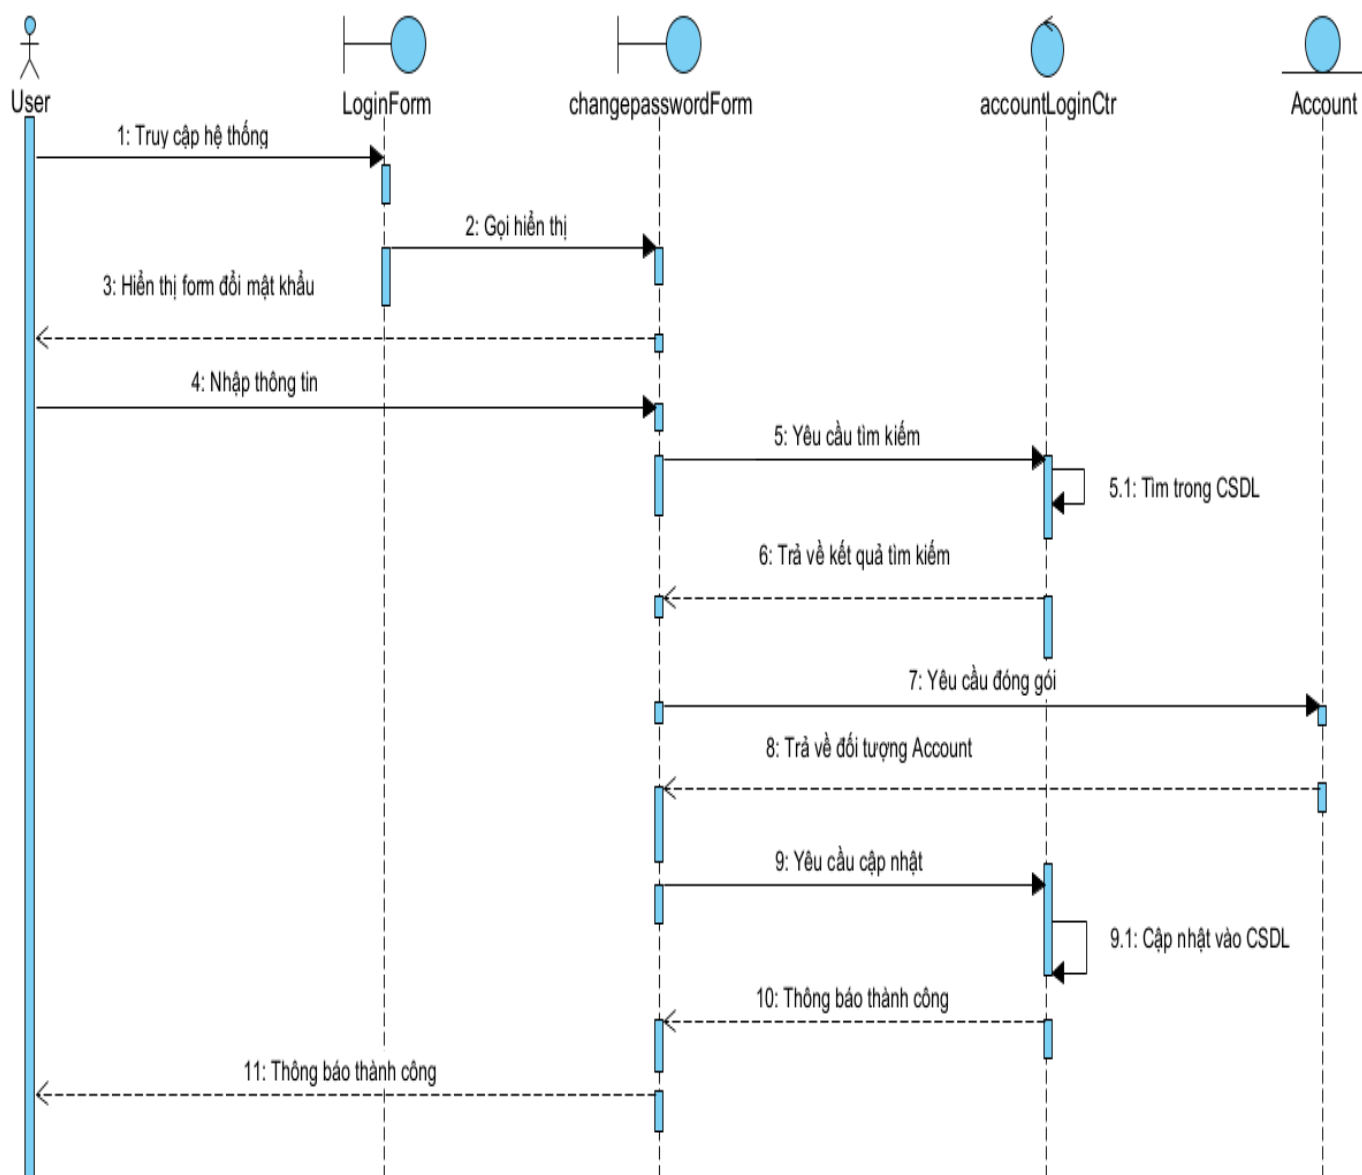 User
LoginForm
changepasswordForm
accountLoginCtr
Account
1: Truy cập hệ thống
2: Gọi hiển thị
3: Hiển thị form đổi mật khẩu
4: Nhập thông tin
5: Yêu cầu tìm kiếm
5.1: Tìm trong CSDL
6: Trả về kết quả tìm kiếm
7: Yêu cầu đóng gói
8: Trả về đối tượng Account
9: Yêu cầu cập nhật
9.1: Cập nhật vào CSDL
10: Thông báo thành công
11: Thông báo thành công